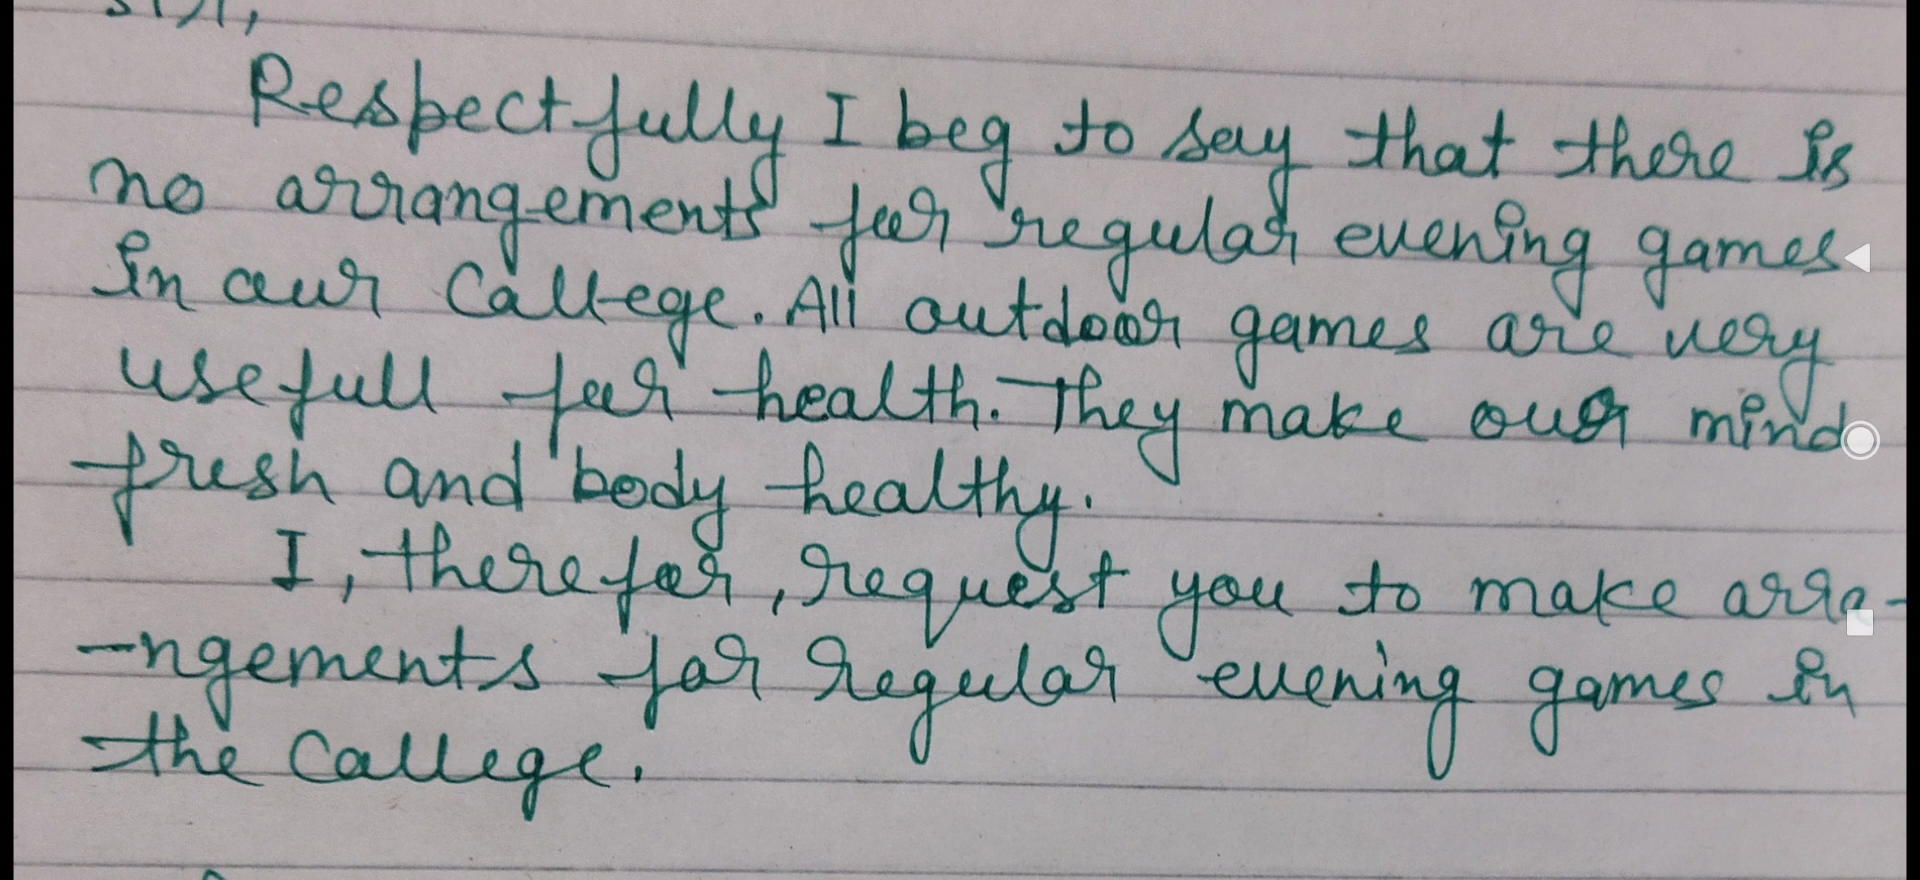 Sir,
Respectfully I beg to say that there is
no arrangements for regular evening games
in our College. All outdoor games are very
usefull for health. They make our mind
fresh and body healthy.
I, therefor, request you to make arra-
-ngements for regular evening games in
the College.